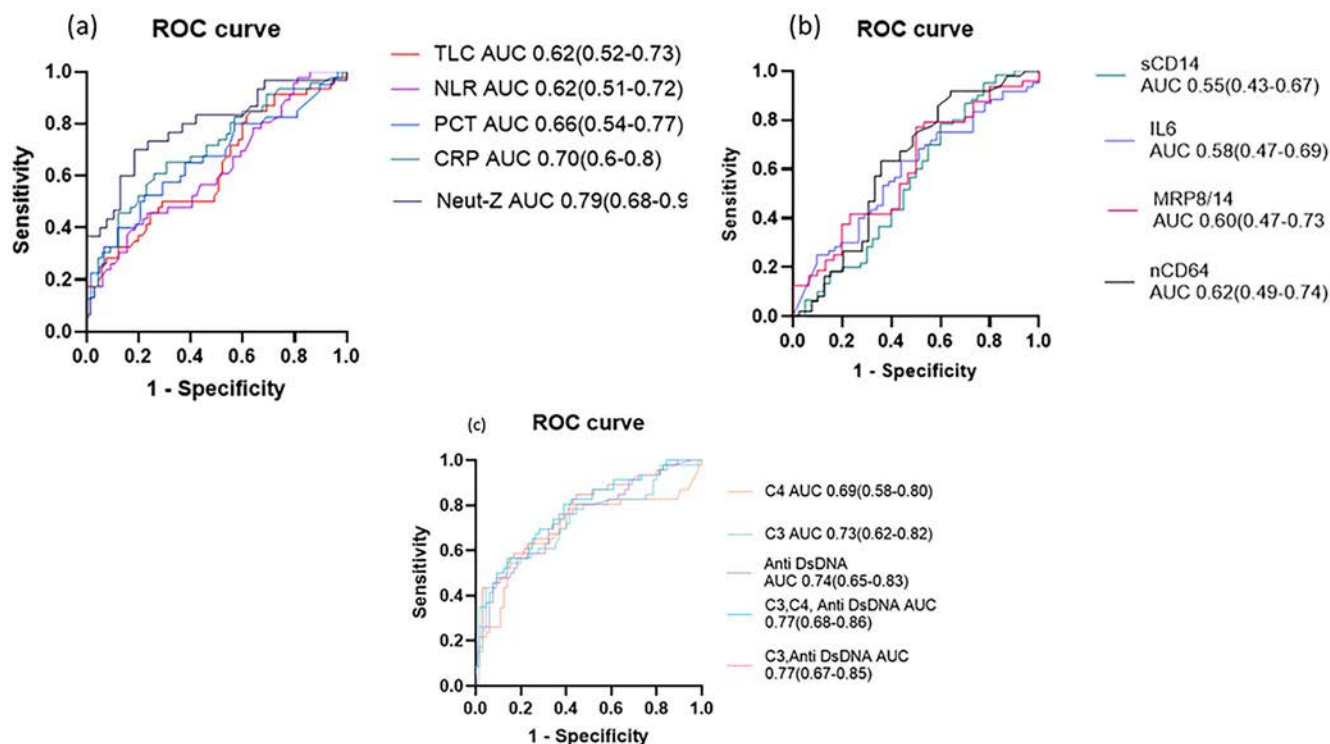 (a)
ROC curve
TLC AUC 0.62(0.52-0.73)
NLR AUC 0.62(0.51-0.72)
PCT AUC 0.66(0.54-0.77)
CRP AUC 0.70(0.6-0.8)
Neut-Z AUC 0.79(0.68-0.9
Sensitivity
1.0
0.8
0.6
0.4
0.2
0.0
0.0 0.2 0.4 0.6 0.8 1.0
1 - Specificity
(b)
ROC curve
sCD14
AUC 0.55(0.43-0.67)
IL6
AUC 0.58(0.47-0.69)
MRP8/14
AUC 0.60(0.47-0.73
nCD64
AUC 0.62(0.49-0.74)
Sensitivity
1.0
0.8
0.6
0.4
0.2
0.0
0.0 0.2 0.4 0.6 0.8 1.0
1 - Specificity
(c)
ROC curve
C4 AUC 0.69(0.58-0.80)
C3 AUC 0.73(0.62-0.82)
Anti DsDNA
AUC 0.74(0.65-0.83)
C3,C4, Anti DsDNA AUC
0.77(0.68-0.86)
C3,Anti DsDNA AUC
0.77(0.67-0.85)
Sensitivity
1.0
0.8
0.6
0.4
0.2
0.0
0.0 0.2 0.4 0.6 0.8 1.0
1 - Specificity